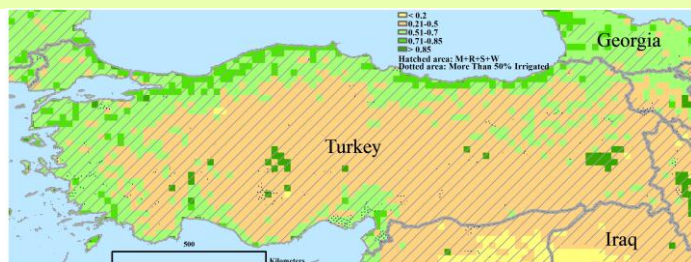 < 0.2
0.21-0.5
0.51-0.7
0.71-0.85
> 0.85
Hatched area: M+R+S+W
Dotted area: More Than 50% Irrigated
Georgia
Turkey
Iraq
500
Kilometers